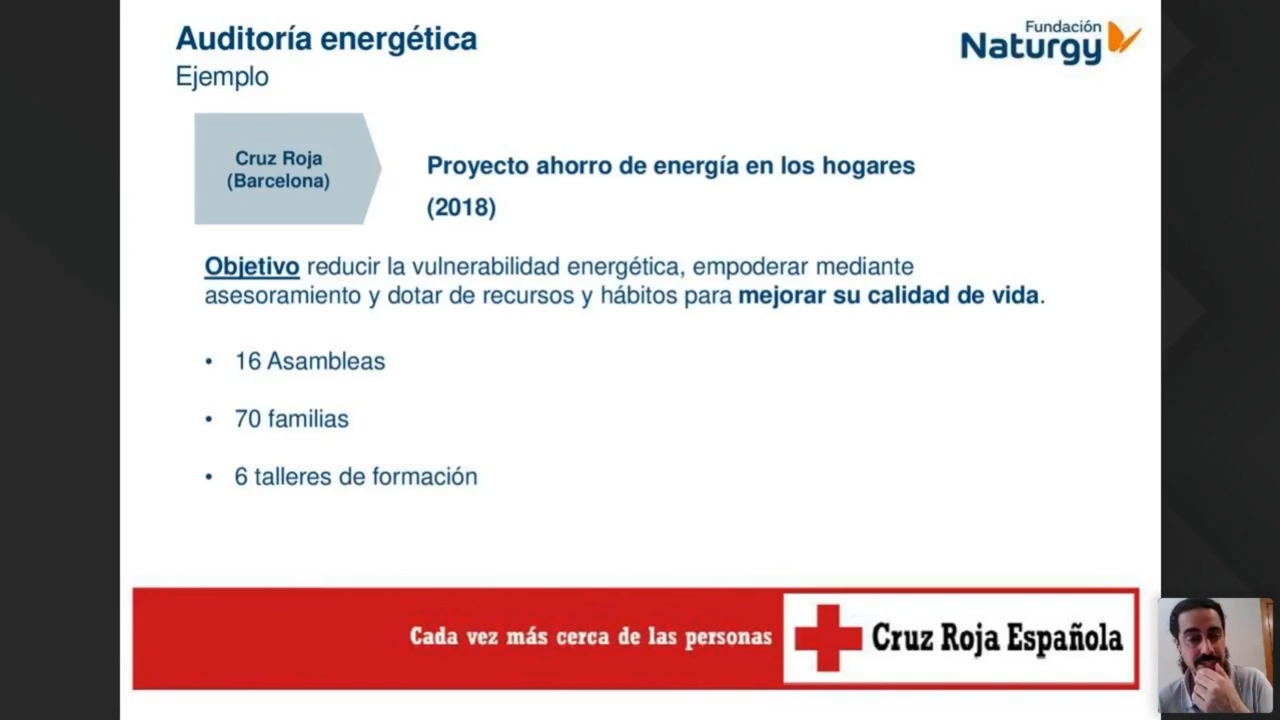 Auditoría energética
Ejemplo
Fundación
Naturgy
Cruz Roja
(Barcelona)
Proyecto ahorro de energía en los hogares
(2018)
Objetivo reducir la vulnerabilidad energética, empoderar mediante
asesoramiento y dotar de recursos y hábitos para mejorar su calidad de vida.
• 16 Asambleas
• 70 familias
• 6 talleres de formación
Cada vez más cerca de las personas
Cruz Roja Española